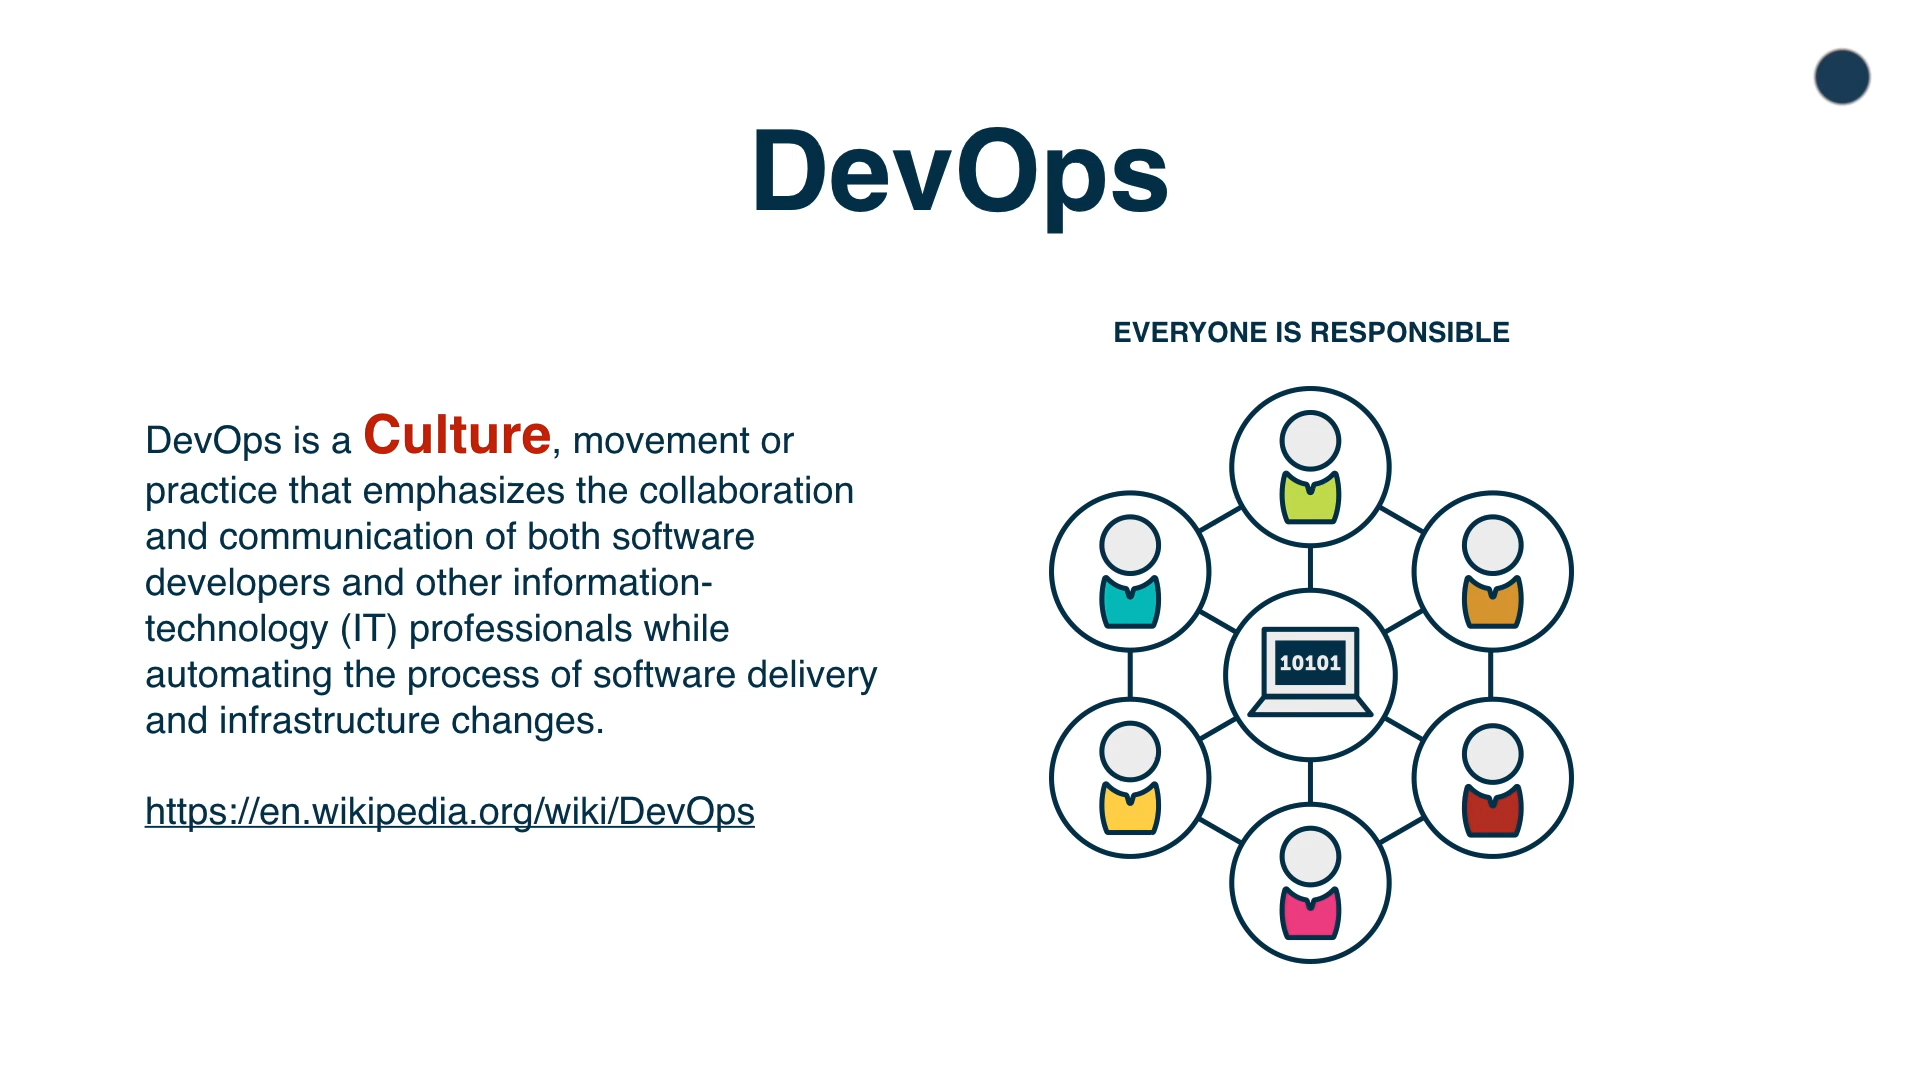 DevOps
EVERYONE IS RESPONSIBLE
DevOps is a Culture, movement or
practice that emphasizes the collaboration
and communication of both software
developers and other information-
technology (IT) professionals while
automating the process of software delivery
and infrastructure changes.
https://en.wikipedia.org/wiki/DevOps
10101